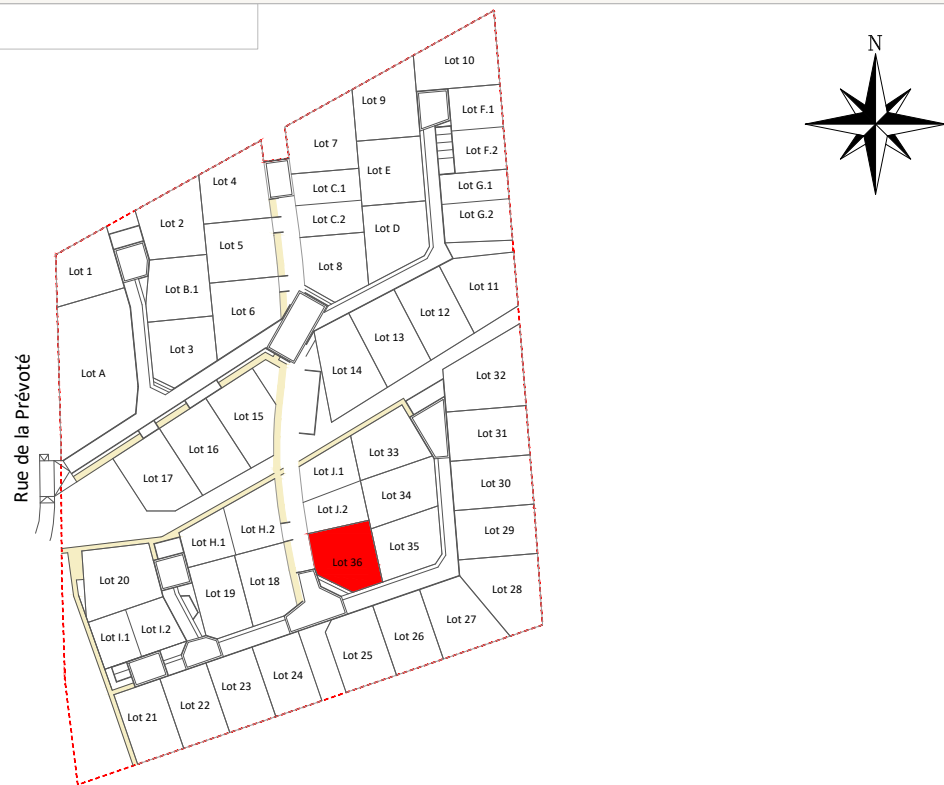 N
Lot 10
Lot 9
Lot F.1
Lot 7
Lot F.2
Lot E
Lot 4
Lot C.1
Lot G.1
Lot 2
Lot C.2
Lot G.2
Lot D
Lot 5
Lot 1
Lot 8
Lot B.1
Lot 11
Lot 6
Lot 12
Lot 3
Lot 13
Lot A
Lot 14
Lot 32
Rue de la Prévoté
Lot 15
Lot 31
Lot 16
Lot 33
Lot 17
Lot J.1
Lot 30
Lot 34
Lot J.2
Lot H.2
Lot 29
Lot H.1
Lot 35
Lot 36
Lot 20
Lot 18
Lot 28
Lot 19
Lot 27
Lot I.2
Lot I.1
Lot 26
Lot 25
Lot 24
Lot 23
Lot 22
Lot 21